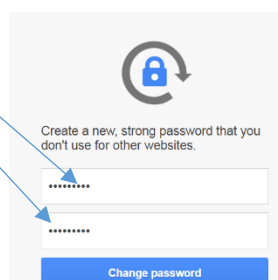 Create a new, strong password that you
don't use for other websites.
•••••••••
•••••••••
Change password